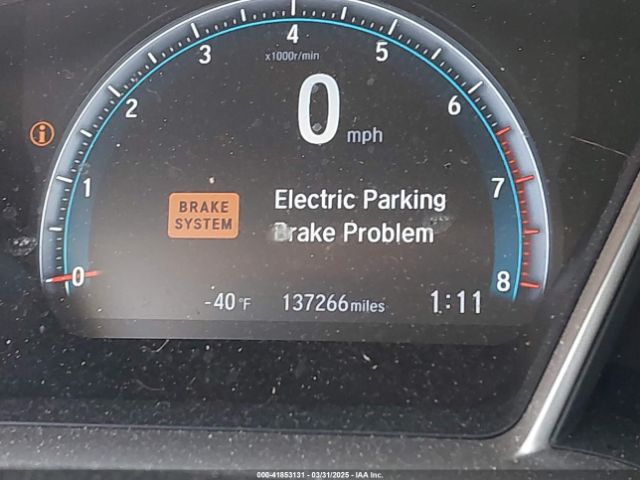 4
3
5
x1000r/min
2
6
0 mph
1
7
BRAKE
SYSTEM
Electric Parking
Brake Problem
0
8
-40°F 137266miles 1:11
000-41853131 - 03/31/2025 - IAA Inc.